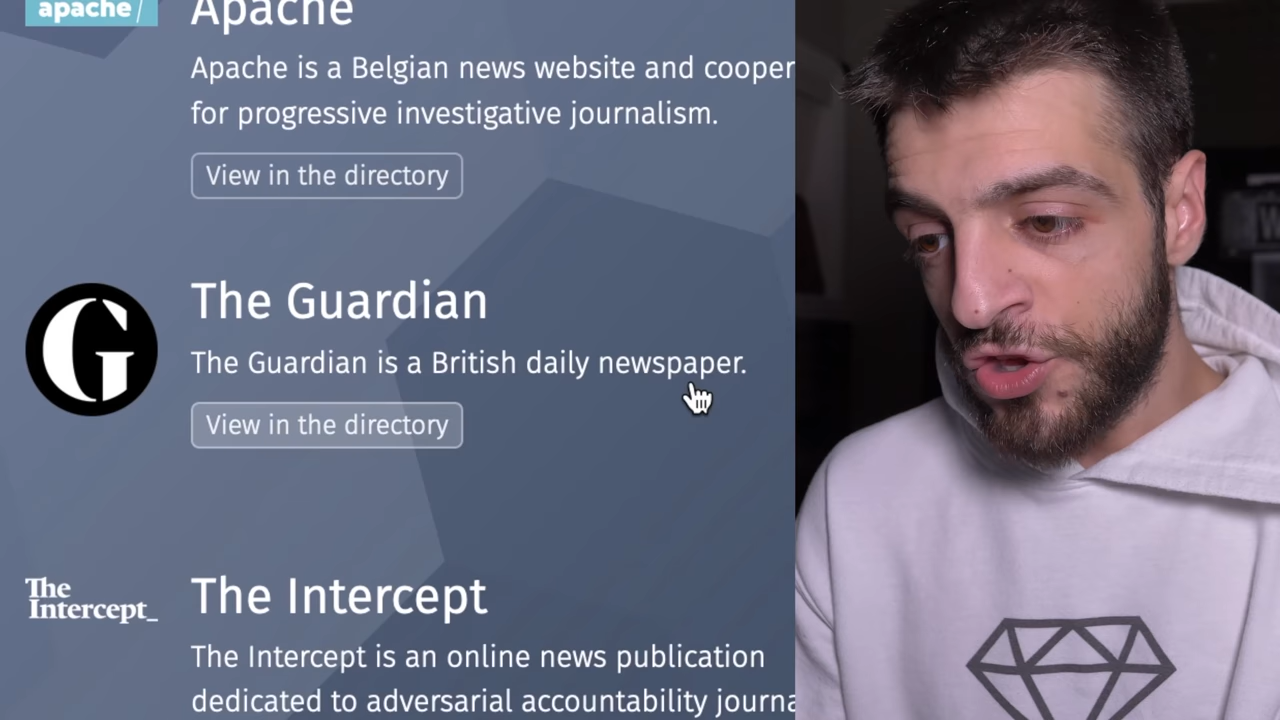 apache/
Apache
Apache is a Belgian news website and cooper
for progressive investigative journalism.
View in the directory
The Guardian
The Guardian is a British daily newspaper.
View in the directory
G
The
Intercept_
The Intercept
The Intercept is an online news publication
dedicated to adversarial accountability journa